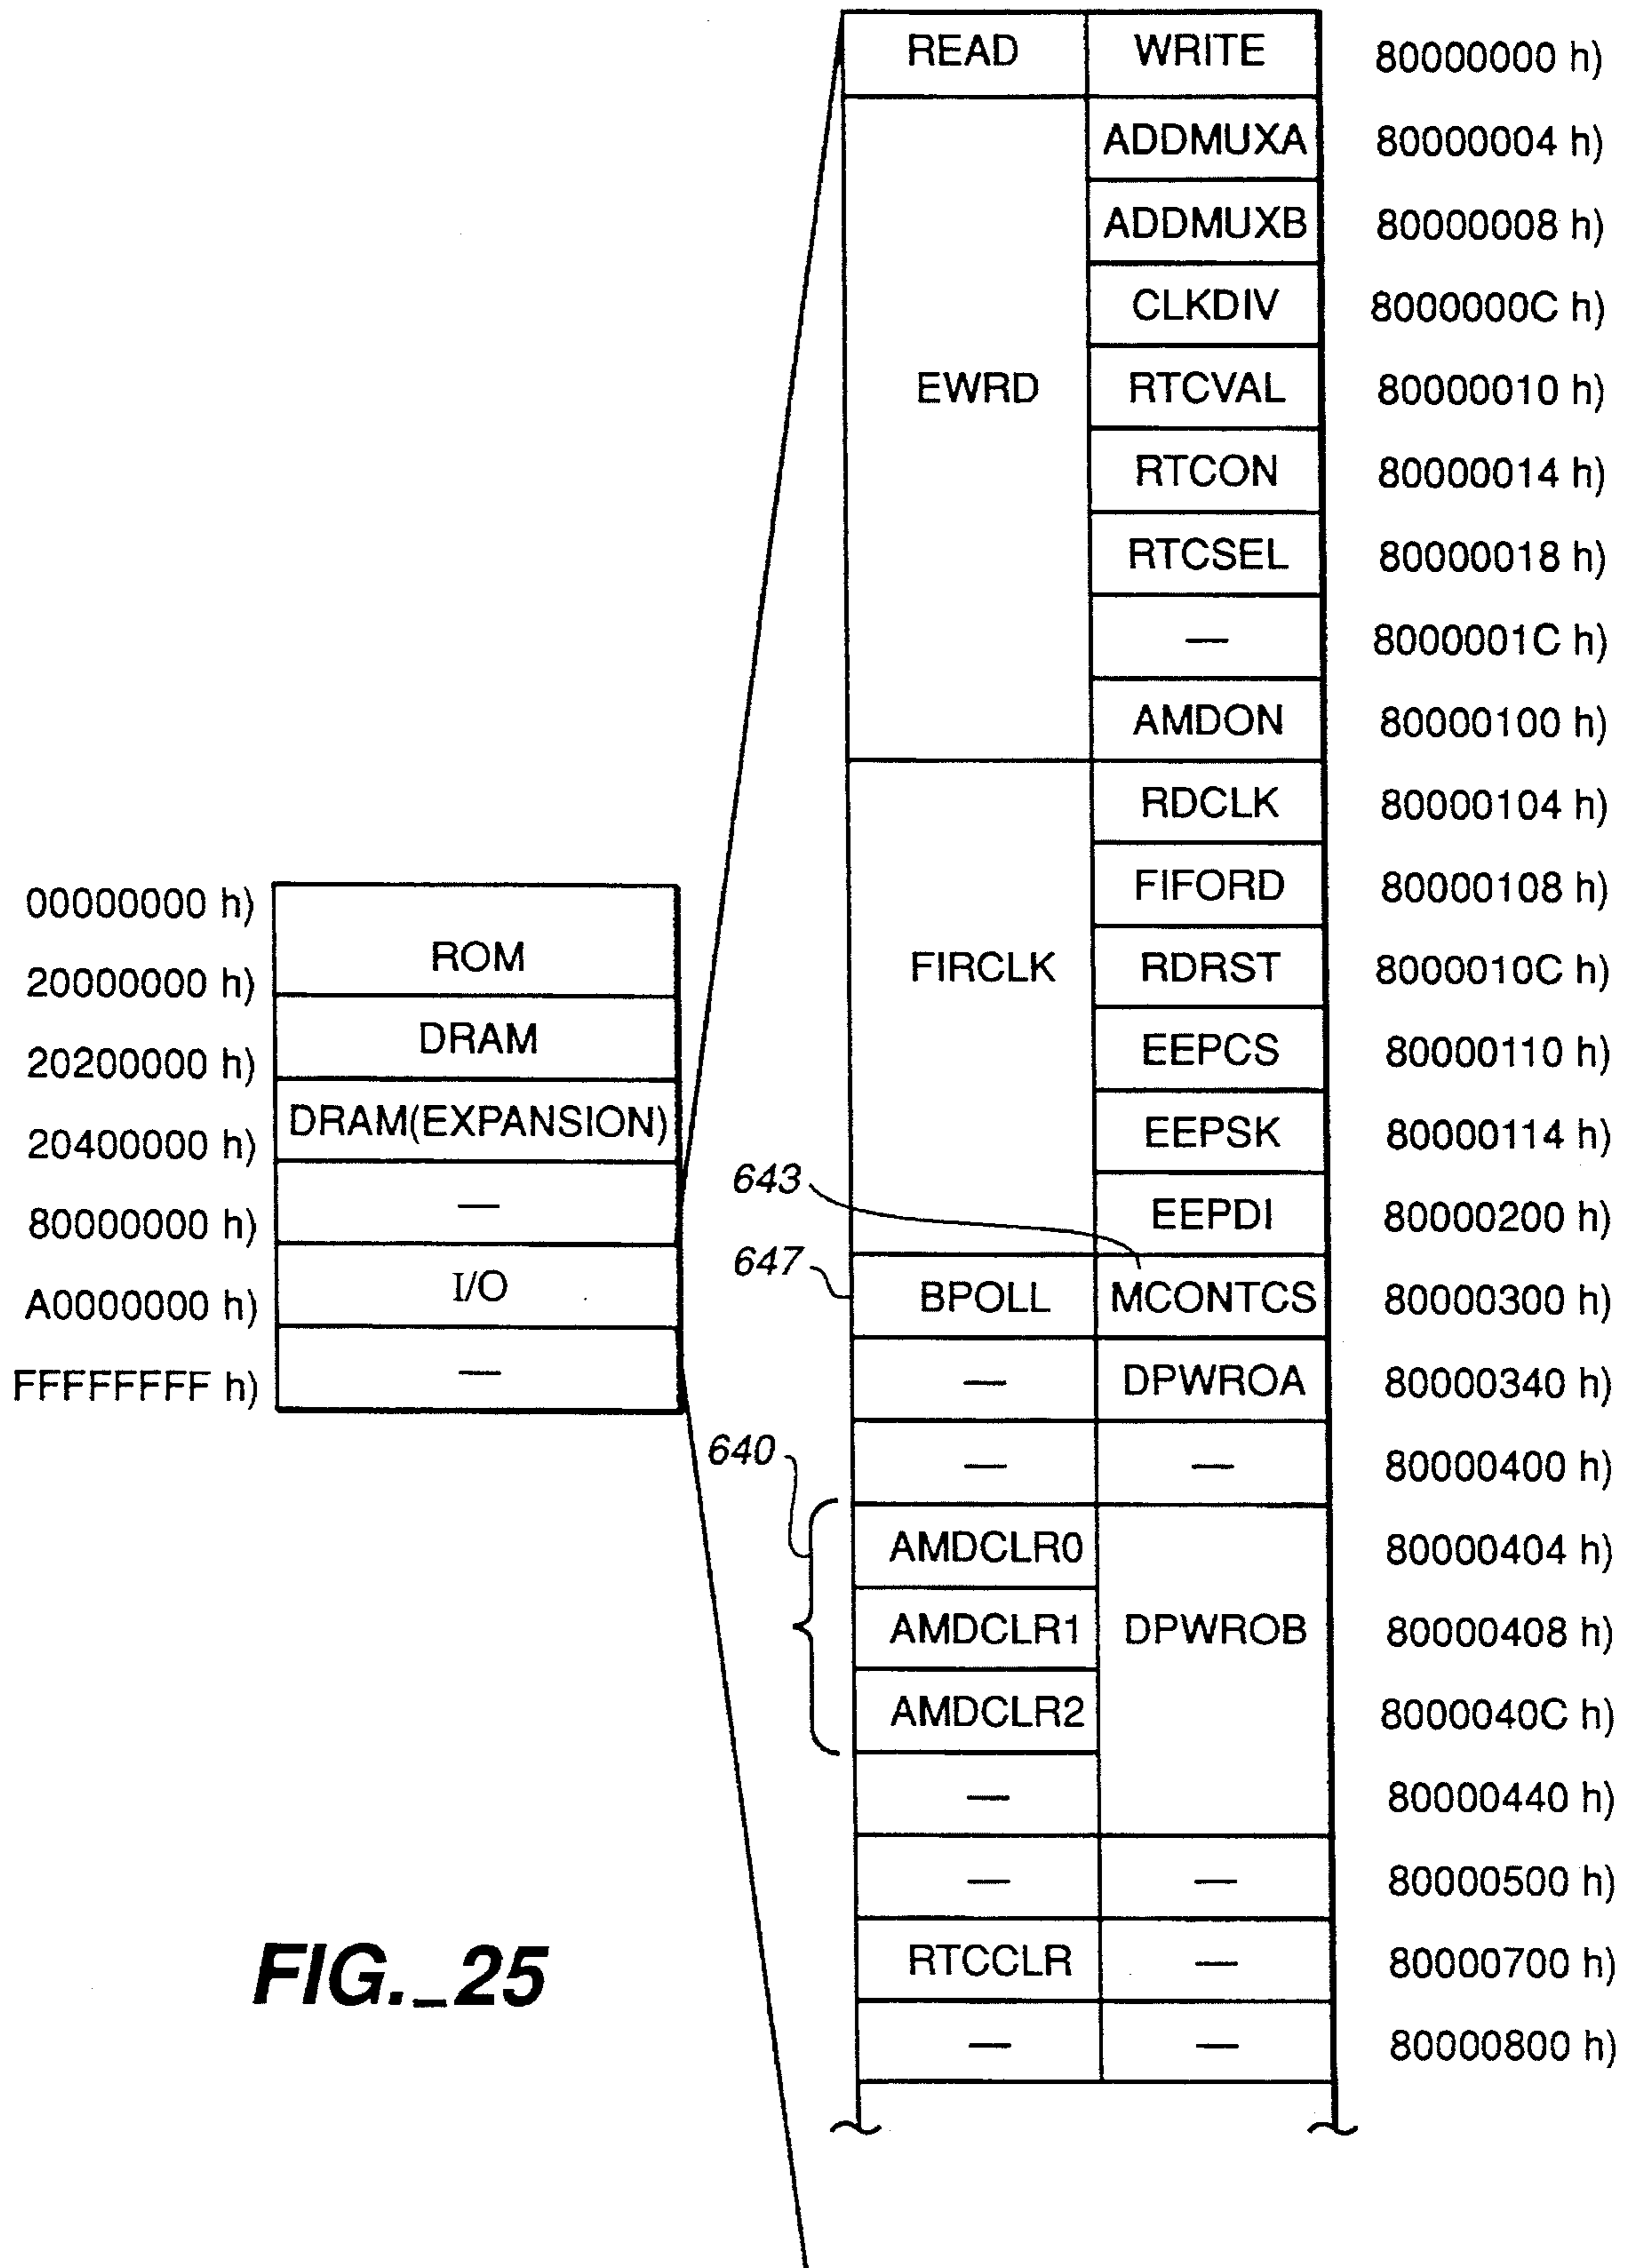 READ WRITE 80000000 h)
ADDMUXA 80000004 h)
ADDMUXB 80000008 h)
CLKDIV 8000000C h)
EWRD RTCVAL 80000010 h)
RTCON 80000014 h)
RTCSEL 80000018 h)
— 8000001C h)
AMDON 80000100 h)
RDCLK 80000104 h)
FIFORD 80000108 h)
FIRCLK RDRST 8000010C h)
EEPCS 80000110 h)
EEPSK 80000114 h)
EEPDI 80000200 h)
643
647 BPOLL MCONTCS 80000300 h)
— DPWROA 80000340 h)
— — 80000400 h)
640
AMDCLR0 80000404 h)
AMDCLR1 DPWROB 80000408 h)
AMDCLR2 8000040C h)
— 80000440 h)
— — 80000500 h)
RTCCLR — 80000700 h)
— — 80000800 h)
00000000 h)
ROM
20000000 h)
DRAM
20200000 h)
DRAM(EXPANSION)
20400000 h)
—
80000000 h)
I/O
A0000000 h)
—
FFFFFFFF h)
FIG._25